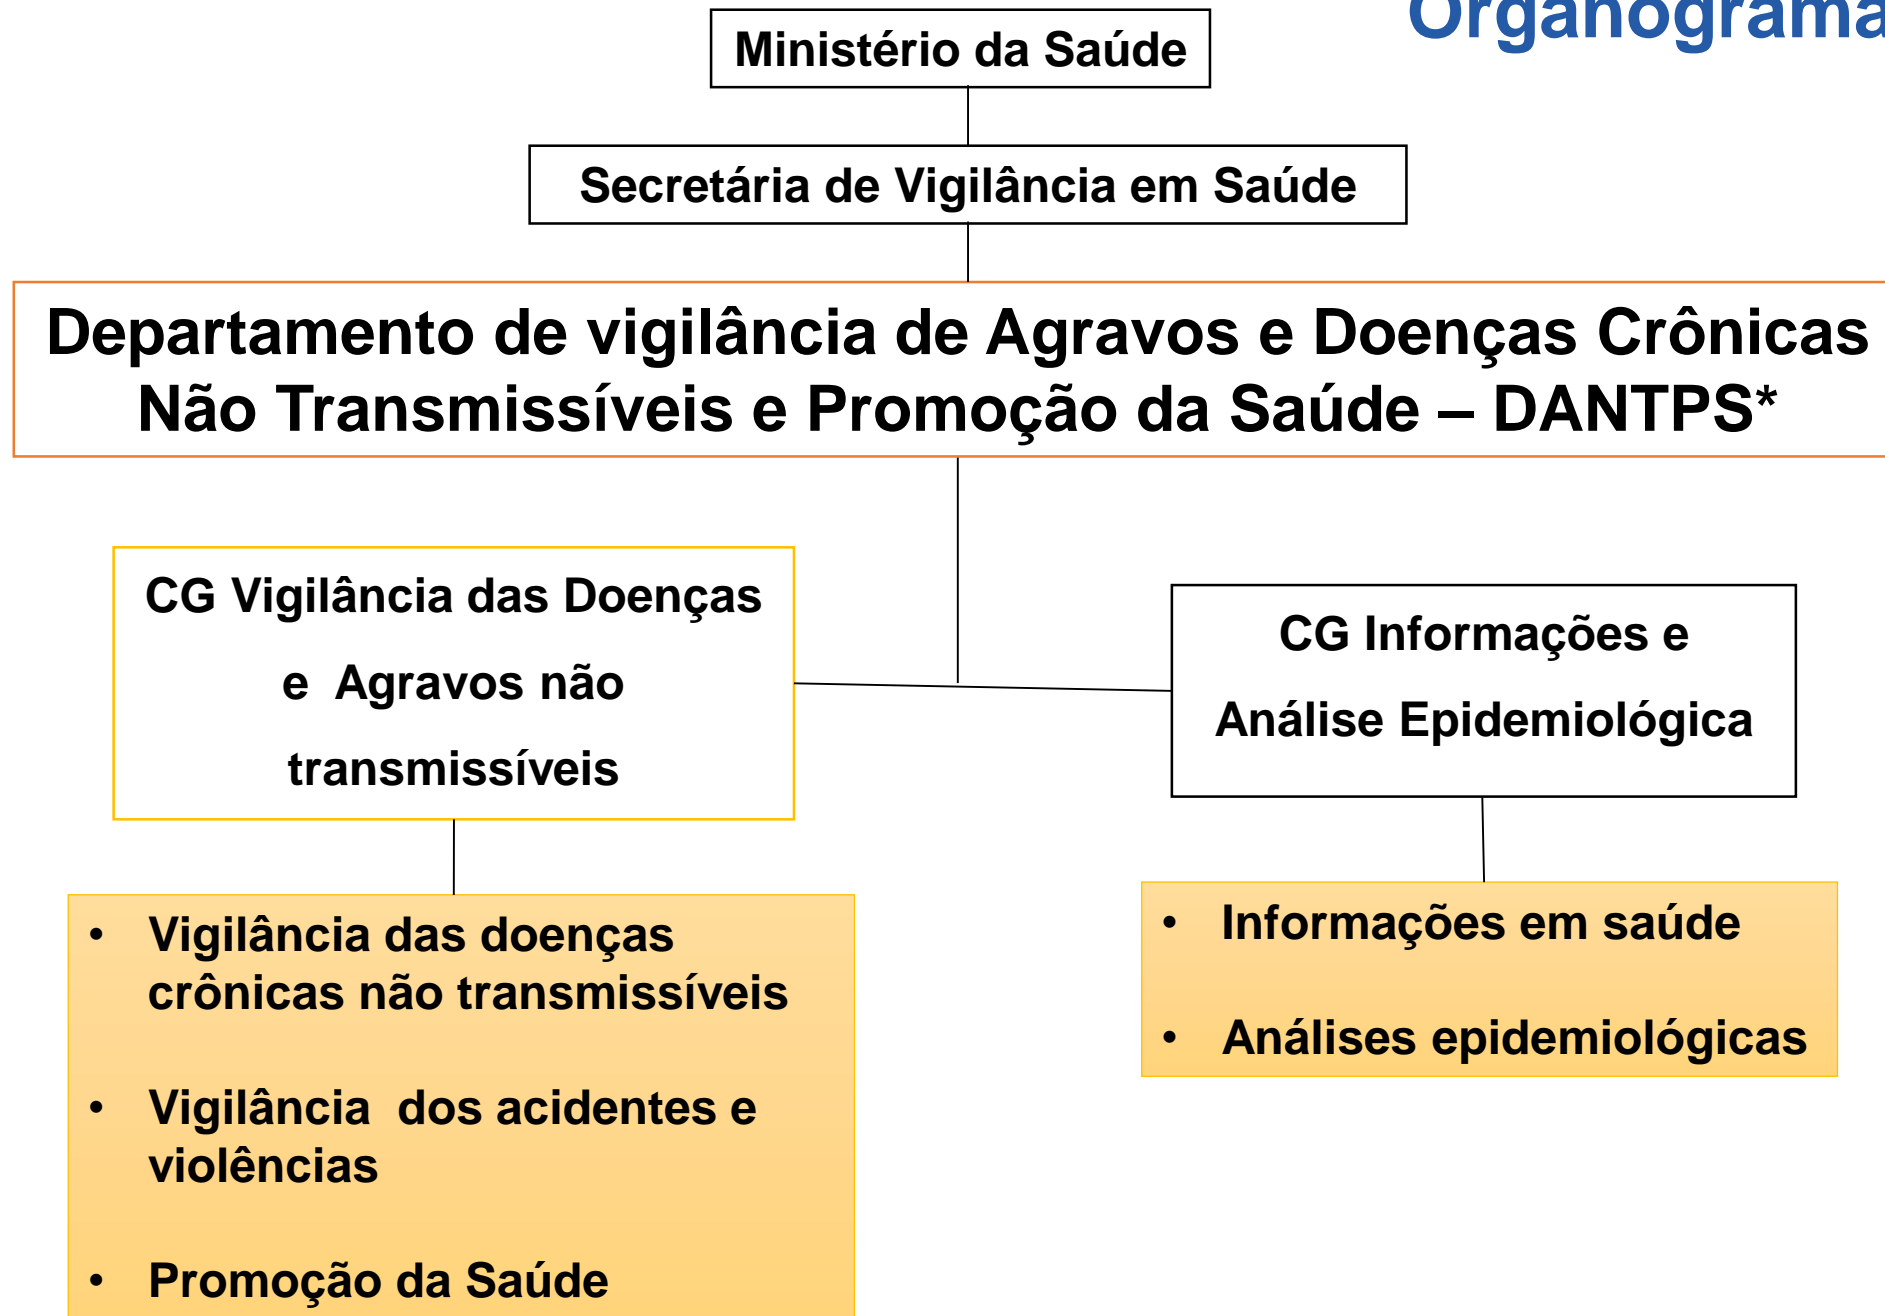 Organograma
Ministério da Saúde
Secretária de Vigilância em Saúde
Departamento de vigilância de Agravos e Doenças Crônicas
Não Transmissíveis e Promoção da Saúde – DANTPS*
CG Vigilância das Doenças
e Agravos não
transmissíveis
CG Informações e
Análise Epidemiológica
• Vigilância das doenças
crônicas não transmissíveis
• Vigilância dos acidentes e
violências
• Promoção da Saúde
• Informações em saúde
• Análises epidemiológicas